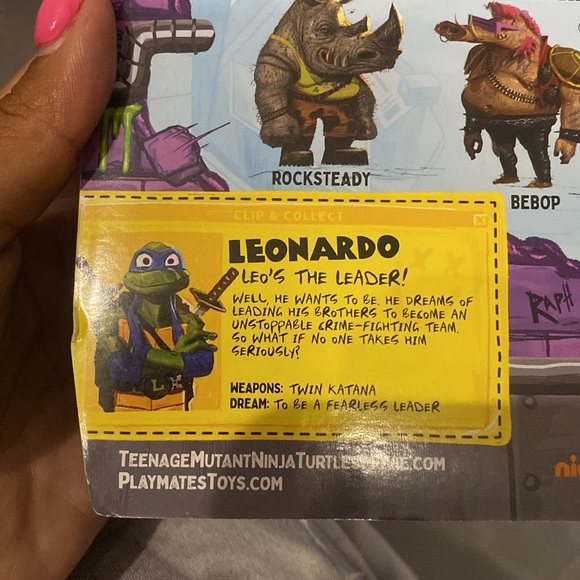 ROCKSTEADY
BEBOP
CLIP & COLLECT
LEONARDO
LEO'S THE LEADER!
WELL, HE WANTS TO BE. HE DREAMS OF
LEADING HIS BROTHERS TO BECOME AN
UNSTOPPABLE CRIME-FIGHTING TEAM.
SO WHAT IF NO ONE TAKES HIM
SERIOUSLY?
WEAPONS: TWIN KATANA
DREAM: TO BE A FEARLESS LEADER
RAPH
PLAYMATESTOYS.COM